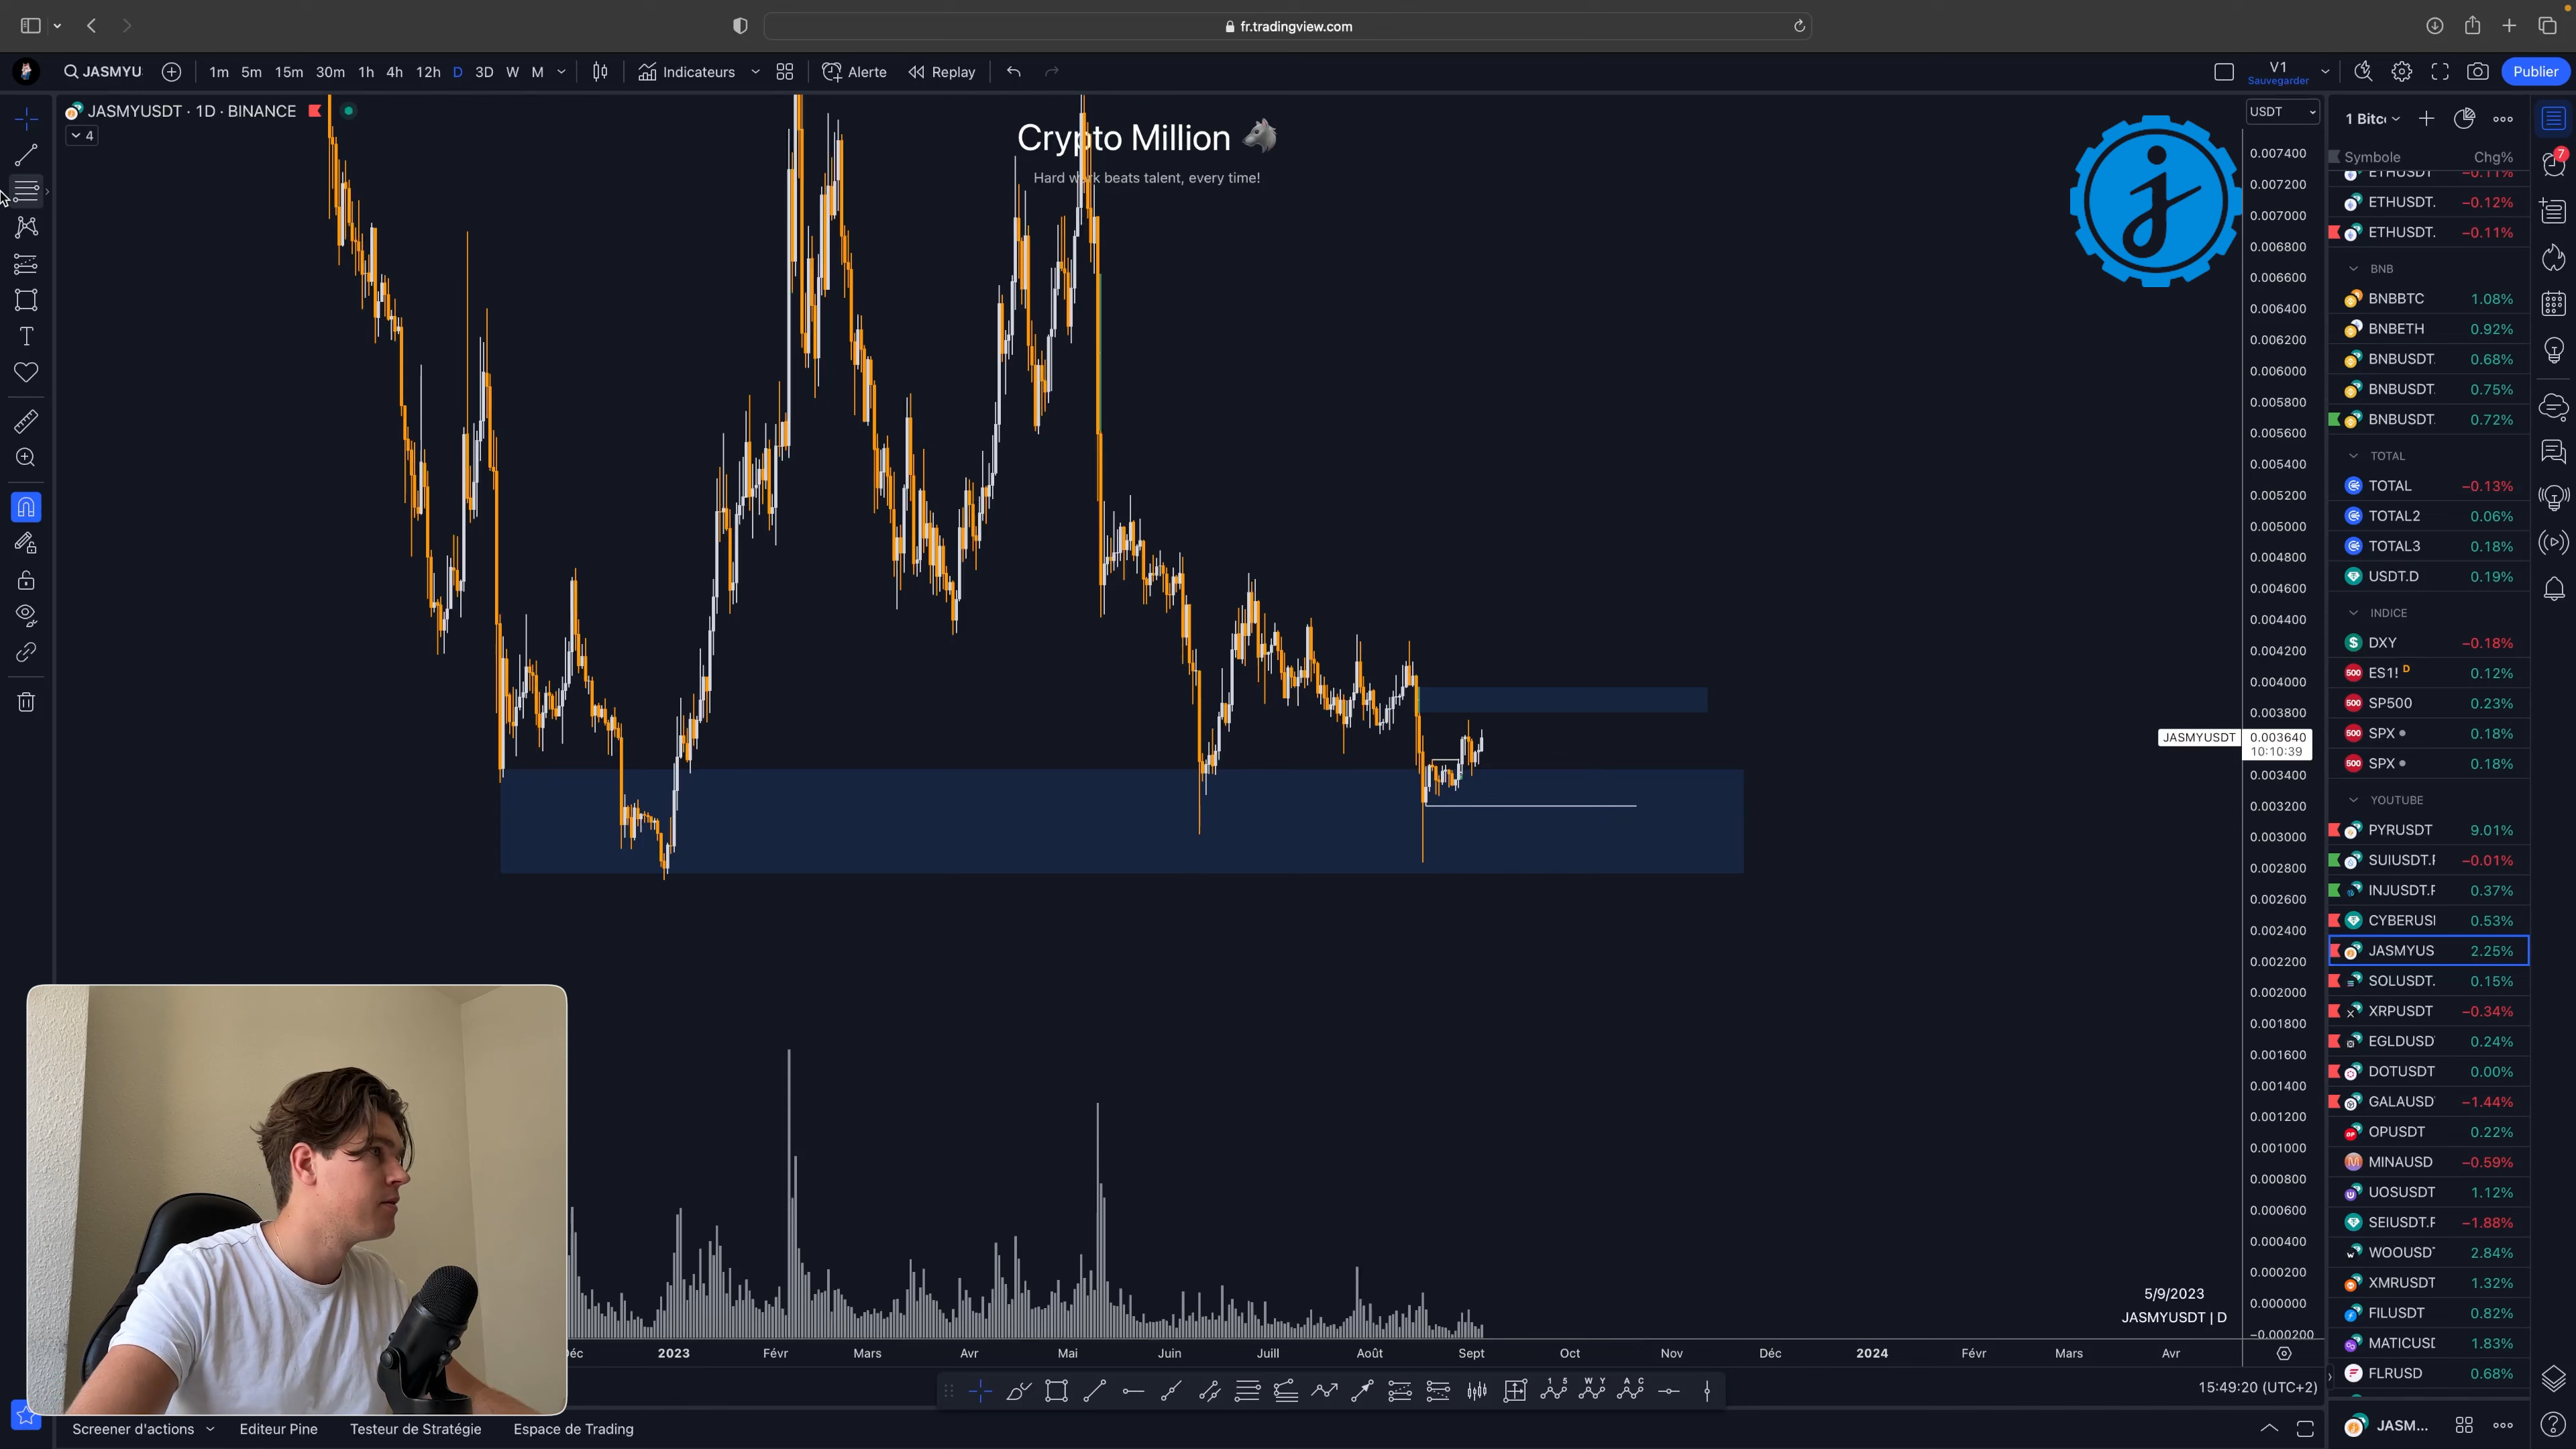 fr.tradingview.com
JASMYU
1m 5m 15m 30m 1h 4h 12h D 3D W M
Indicateurs
Alerte
Replay
V1
Sauvegarder
Publier
JASMYUSDT · 1D · BINANCE
4
Crypto Million
Hard work beats talent, every time!
USDT
0.007400
0.007200
0.007000
0.006800
0.006600
0.006400
0.006200
0.006000
0.005800
0.005600
0.005400
0.005200
0.005000
0.004800
0.004600
0.004400
0.004200
0.004000
0.003800
JASMYUSDT 0.003640
10:10:39
0.003400
0.003200
0.003000
0.002800
0.002600
0.002400
0.002200
0.002000
0.001800
0.001600
0.001400
0.001200
0.001000
0.000800
0.000600
0.000400
0.000200
0.000000
−0.000200
5/9/2023
JASMYUSDT | D
2023 Févr Mars Avr Mai Juin Juill Août Sept Oct Nov Déc 2024 Févr Mars Avr
15:49:20 (UTC+2)
Screener d'actions
Editeur Pine
Testeur de Stratégie
Espace de Trading
7
Symbole Chg%
ETHUSDT −0.11%
ETHUSDT. −0.12%
ETHUSDT. −0.11%
BNB
BNBBTC 1.08%
BNBETH 0.92%
BNBUSDT 0.68%
BNBUSDT 0.75%
BNBUSDT 0.72%
TOTAL
TOTAL −0.13%
TOTAL2 0.06%
TOTAL3 0.18%
USDT.D 0.19%
INDICE
DXY −0.18%
ES1! D 0.12%
SP500 0.23%
SPX 0.18%
SPX 0.18%
YOUTUBE
PYRUSDT 9.01%
SUIUSDT.P −0.01%
INJUSDT.P 0.37%
CYBERUS 0.53%
JASMYUS 2.25%
SOLUSDT. 0.15%
XRPUSDT −0.34%
EGLDUSD 0.24%
DOTUSDT 0.00%
GALAUSD −1.44%
OPUSDT 0.22%
MINAUSD −0.59%
UOSUSDT 1.12%
SEIUSDT.P −1.88%
WOOUSD 2.84%
XMRUSDT 1.32%
FILUSDT 0.82%
MATICUSD 1.83%
FLRUSD 0.68%
JASM...